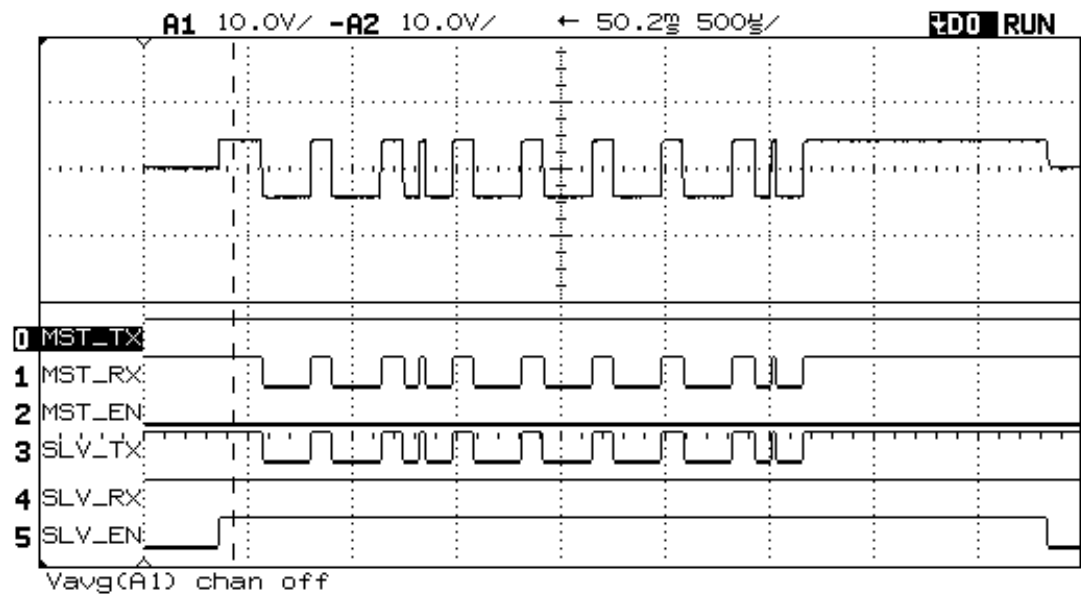 A1 10.0V/ -A2 10.0V/ ← 50.2m̲s 500µs/ ↴D0 RUN
0 MST_TX
1 MST_RX
2 MST_EN
3 SLV_TX
4 SLV_RX
5 SLV_EN
Vavg(A1) chan off